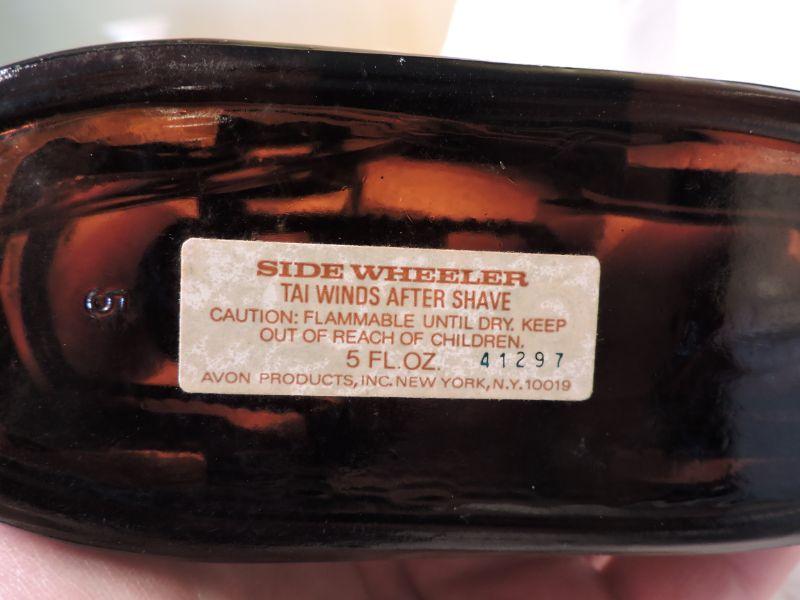 SIDE WHEELER
TAI WINDS AFTER SHAVE
CAUTION: FLAMMABLE UNTIL DRY. KEEP
OUT OF REACH OF CHILDREN.
5 FL.OZ. 41297
AVON PRODUCTS, INC. NEW YORK, N.Y. 10019
5